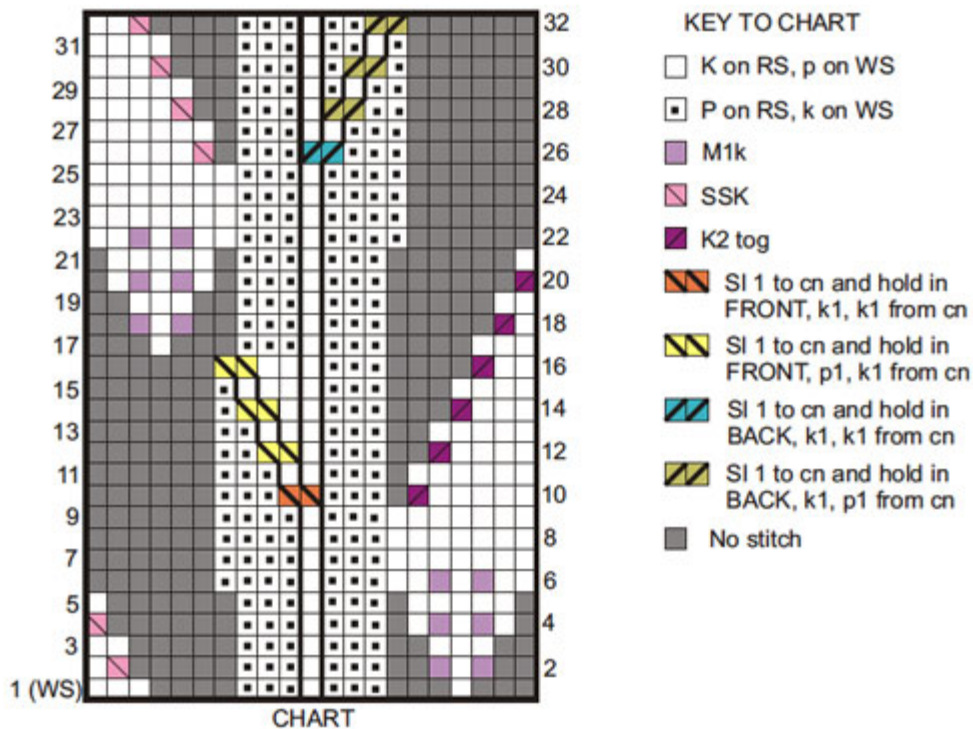 KEY TO CHART
K on RS, p on WS
P on RS, k on WS
M1k
SSK
K2 tog
Sl 1 to cn and hold in
FRONT, k1, k1 from cn
Sl 1 to cn and hold in
FRONT, p1, k1 from cn
Sl 1 to cn and hold in
BACK, k1, k1 from cn
Sl 1 to cn and hold in
BACK, k1, p1 from cn
No stitch
32
31
30
29
28
27
26
25
24
23
22
21
20
19
18
17
16
15
14
13
12
11
10
9
8
7
6
5
4
3
2
1 (WS)
CHART